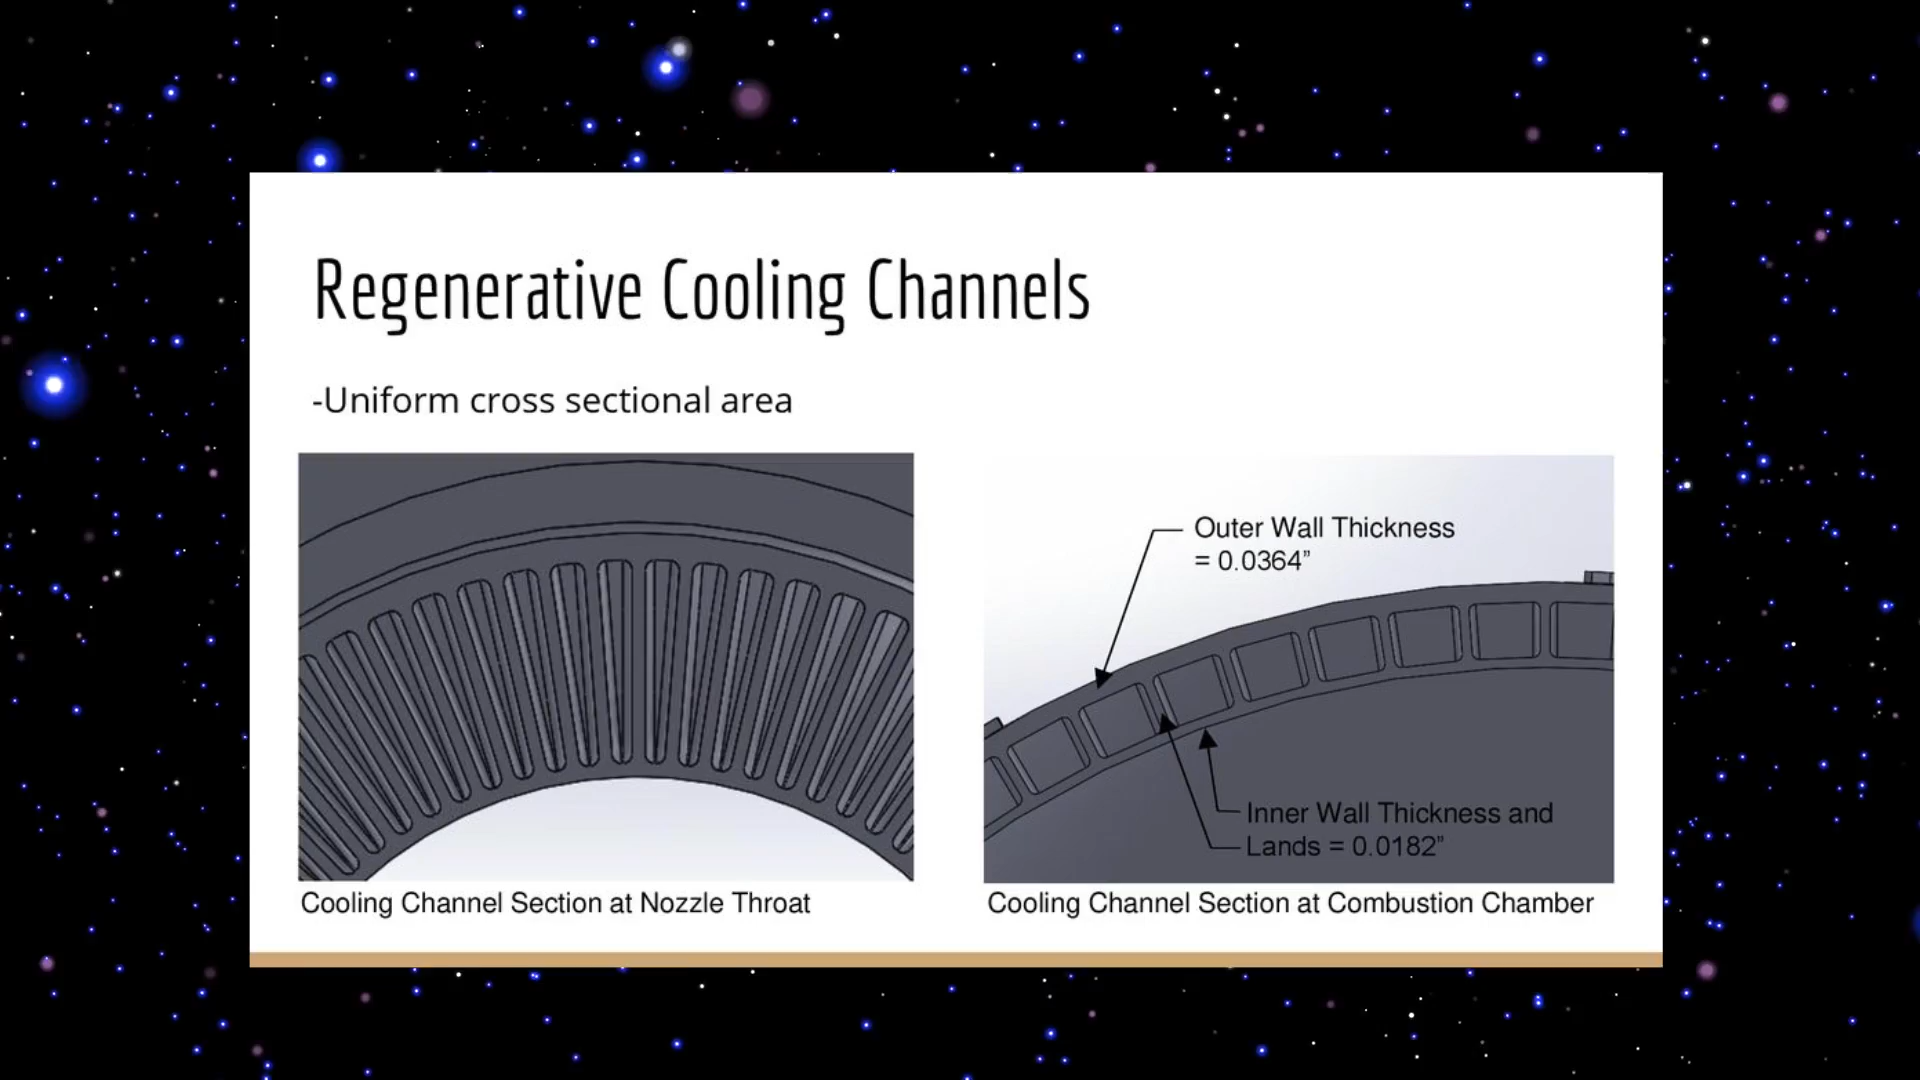 Regenerative Cooling Channels
-Uniform cross sectional area
Outer Wall Thickness
= 0.0364”
Inner Wall Thickness and
Lands = 0.0182”
Cooling Channel Section at Nozzle Throat
Cooling Channel Section at Combustion Chamber